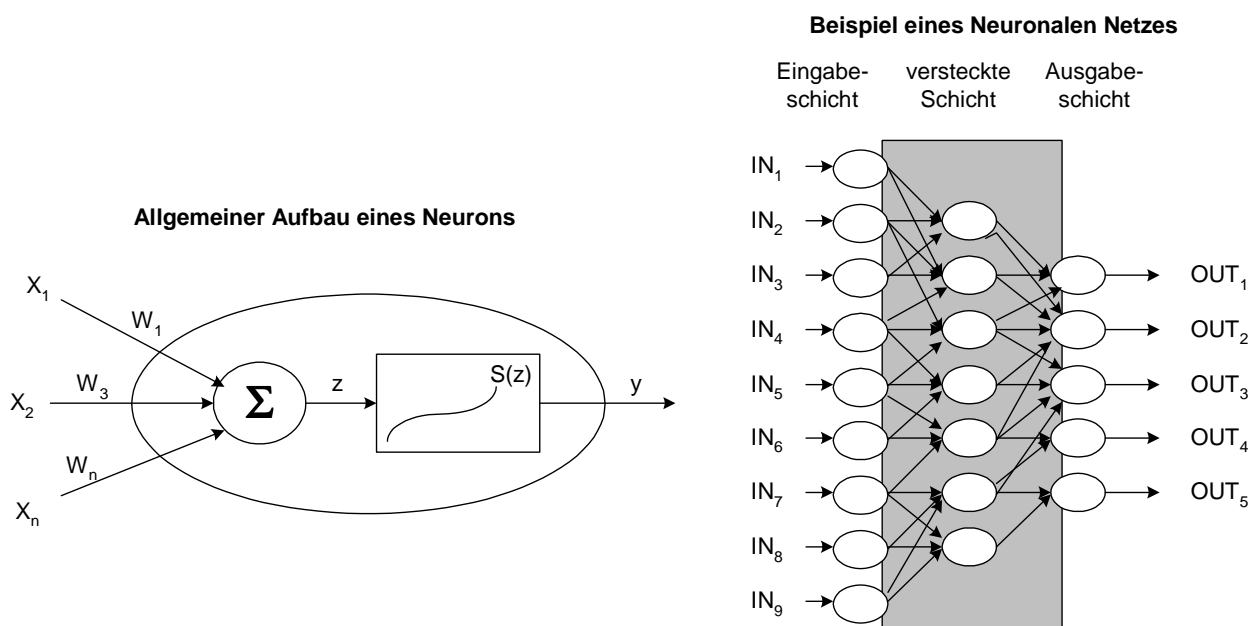 Beispiel eines Neuronalen Netzes
Eingabe-
schicht
versteckte
Schicht
Ausgabe-
schicht
Allgemeiner Aufbau eines Neurons
X1
W1
X2
W3
Xn
Wn
Σ
z
S(z)
y
IN1
IN2
IN3
IN4
IN5
IN6
IN7
IN8
IN9
OUT1
OUT2
OUT3
OUT4
OUT5